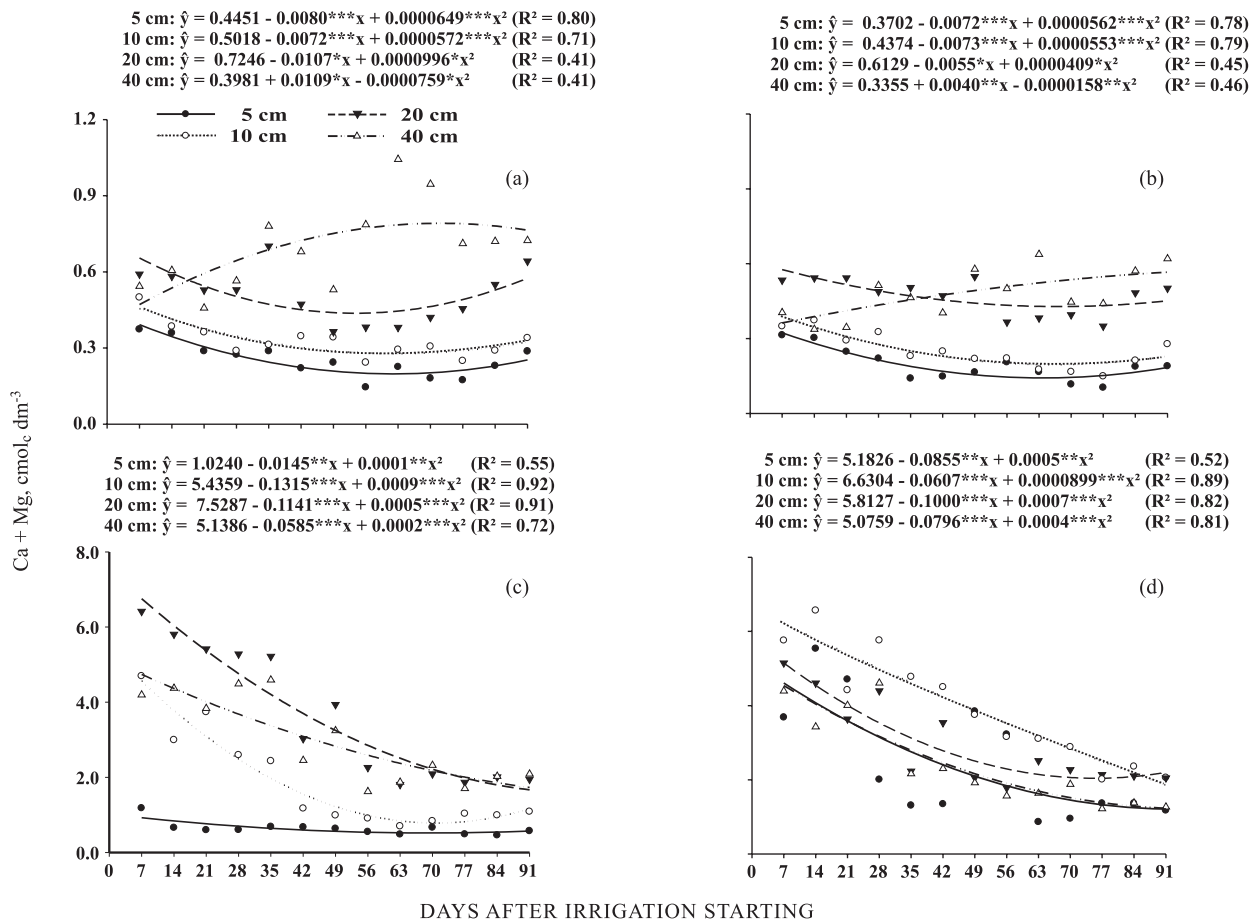 5 cm: ŷ = 0.4451 - 0.0080***x + 0.0000649***x² (R² = 0.80)
10 cm: ŷ = 0.5018 - 0.0072***x + 0.0000572***x² (R² = 0.71)
20 cm: ŷ = 0.7246 - 0.0107*x + 0.0000996*x² (R² = 0.41)
40 cm: ŷ = 0.3981 + 0.0109*x - 0.0000759*x² (R² = 0.41)
5 cm: ŷ = 0.3702 - 0.0072***x + 0.0000562***x² (R² = 0.78)
10 cm: ŷ = 0.4374 - 0.0073***x + 0.0000553***x² (R² = 0.79)
20 cm: ŷ = 0.6129 - 0.0055*x + 0.0000409*x² (R² = 0.45)
40 cm: ŷ = 0.3355 + 0.0040**x - 0.0000158**x² (R² = 0.46)
5 cm 20 cm
10 cm 40 cm
1.2
0.9
0.6
0.3
0.0
(a)
(b)
Ca + Mg, cmolc dm-3
5 cm: ŷ = 1.0240 - 0.0145**x + 0.0001**x² (R² = 0.55)
10 cm: ŷ = 5.4359 - 0.1315***x + 0.0009***x² (R² = 0.92)
20 cm: ŷ = 7.5287 - 0.1141***x + 0.0005***x² (R² = 0.91)
40 cm: ŷ = 5.1386 - 0.0585***x + 0.0002***x² (R² = 0.72)
5 cm: ŷ = 5.1826 - 0.0855**x + 0.0005**x² (R² = 0.52)
10 cm: ŷ = 6.6304 - 0.0607***x + 0.0000899***x² (R² = 0.89)
20 cm: ŷ = 5.8127 - 0.1000***x + 0.0007***x² (R² = 0.82)
40 cm: ŷ = 5.0759 - 0.0796***x + 0.0004***x² (R² = 0.81)
8.0
6.0
4.0
2.0
0.0
(c)
(d)
0 7 14 21 28 35 42 49 56 63 70 77 84 91
0 7 14 21 28 35 42 49 56 63 70 77 84 91
DAYS AFTER IRRIGATION STARTING